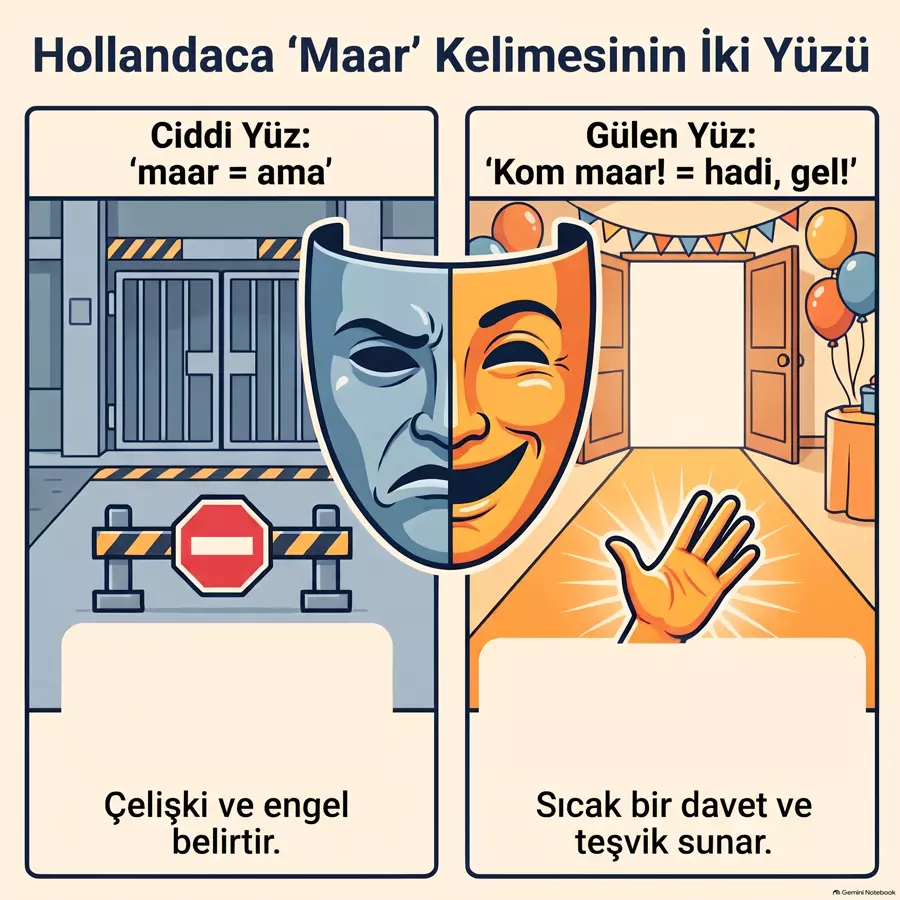 Hollandaca ‘Maar’ Kelimesinin İki Yüzü
Ciddi Yüz:
‘maar = ama’
Gülen Yüz:
‘Kom maar! = hadi, gel!’
Çelişki ve engel
belirtir.
Sıcak bir davet ve
teşvik sunar.
Gemini Notebook